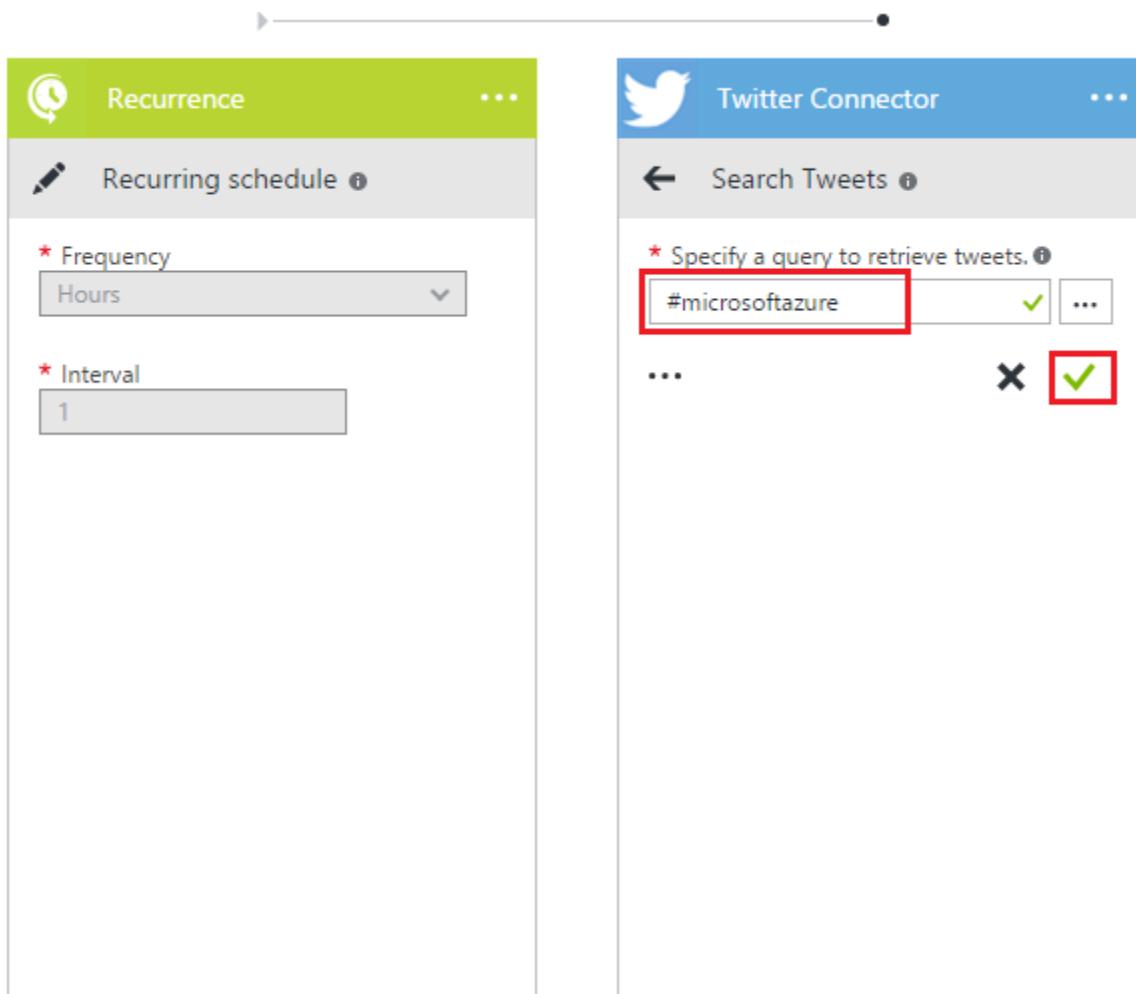 Recurrence
Recurring schedule
* Frequency
Hours
* Interval
1
Twitter Connector
Search Tweets
* Specify a query to retrieve tweets.
#microsoftazure